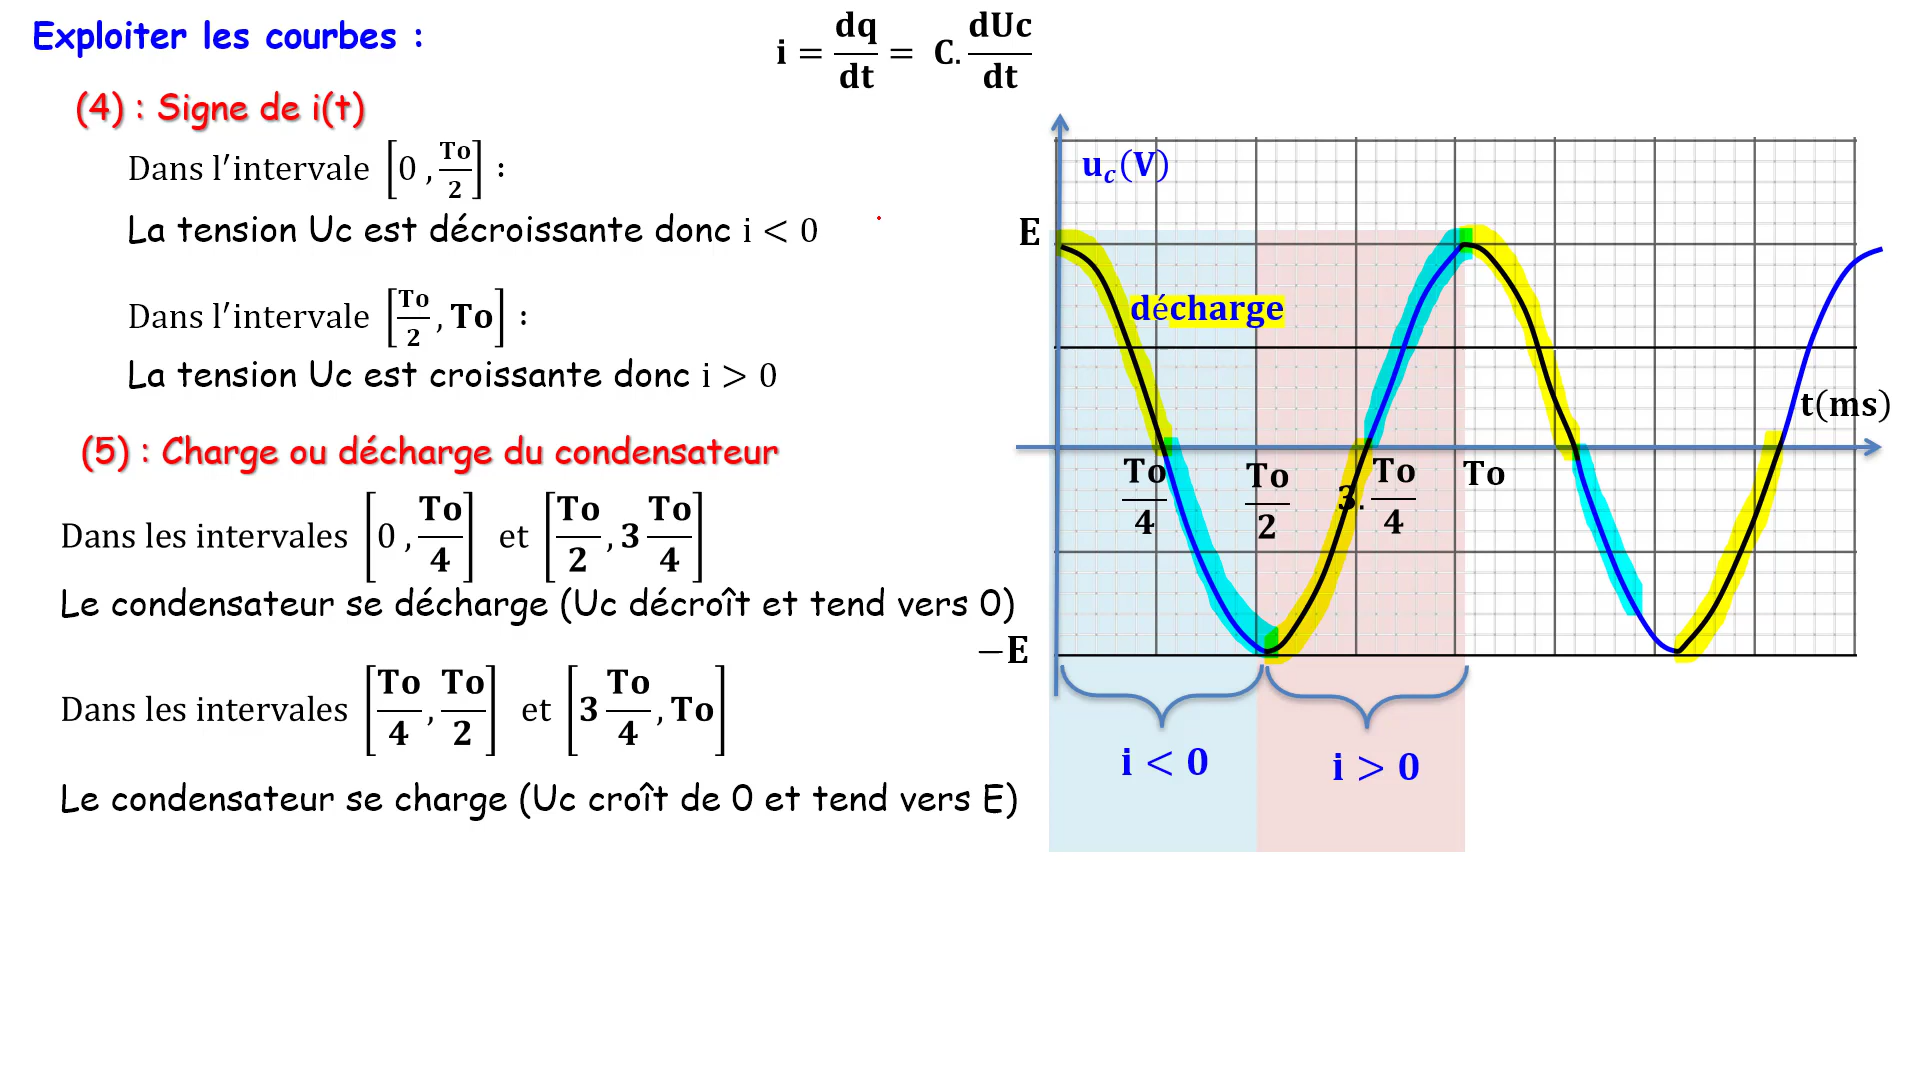 Exploiter les courbes :
i = dq/dt = C. dUc/dt
(4) : Signe de i(t)
Dans l′intervale [0 , To/2] :
La tension Uc est décroissante donc i < 0
Dans l′intervale [To/2 , To] :
La tension Uc est croissante donc i > 0
(5) : Charge ou décharge du condensateur
Dans les intervales [0 , To/4] et [To/2 , 3 To/4]
Le condensateur se décharge (Uc décroît et tend vers 0)
Dans les intervales [To/4 , To/2] et [3 To/4 , To]
Le condensateur se charge (Uc croît de 0 et tend vers E)
uc(V)
E
décharge
t(ms)
To/4 To/2 3. To/4 To
−E
i < 0 i > 0